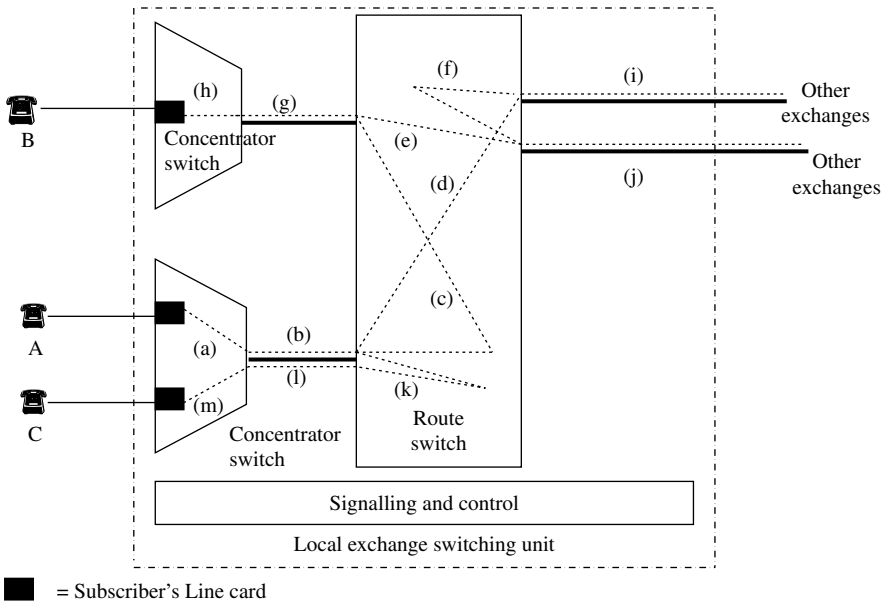 (f)
(i)
Other
exchanges
(h)
(g)
B
Concentrator
switch
(e)
(d)
(j)
Other
exchanges
(c)
(b)
A
(a)
(l)
(k)
C
(m)
Route
switch
Concentrator
switch
Signalling and control
Local exchange switching unit
= Subscriber's Line card